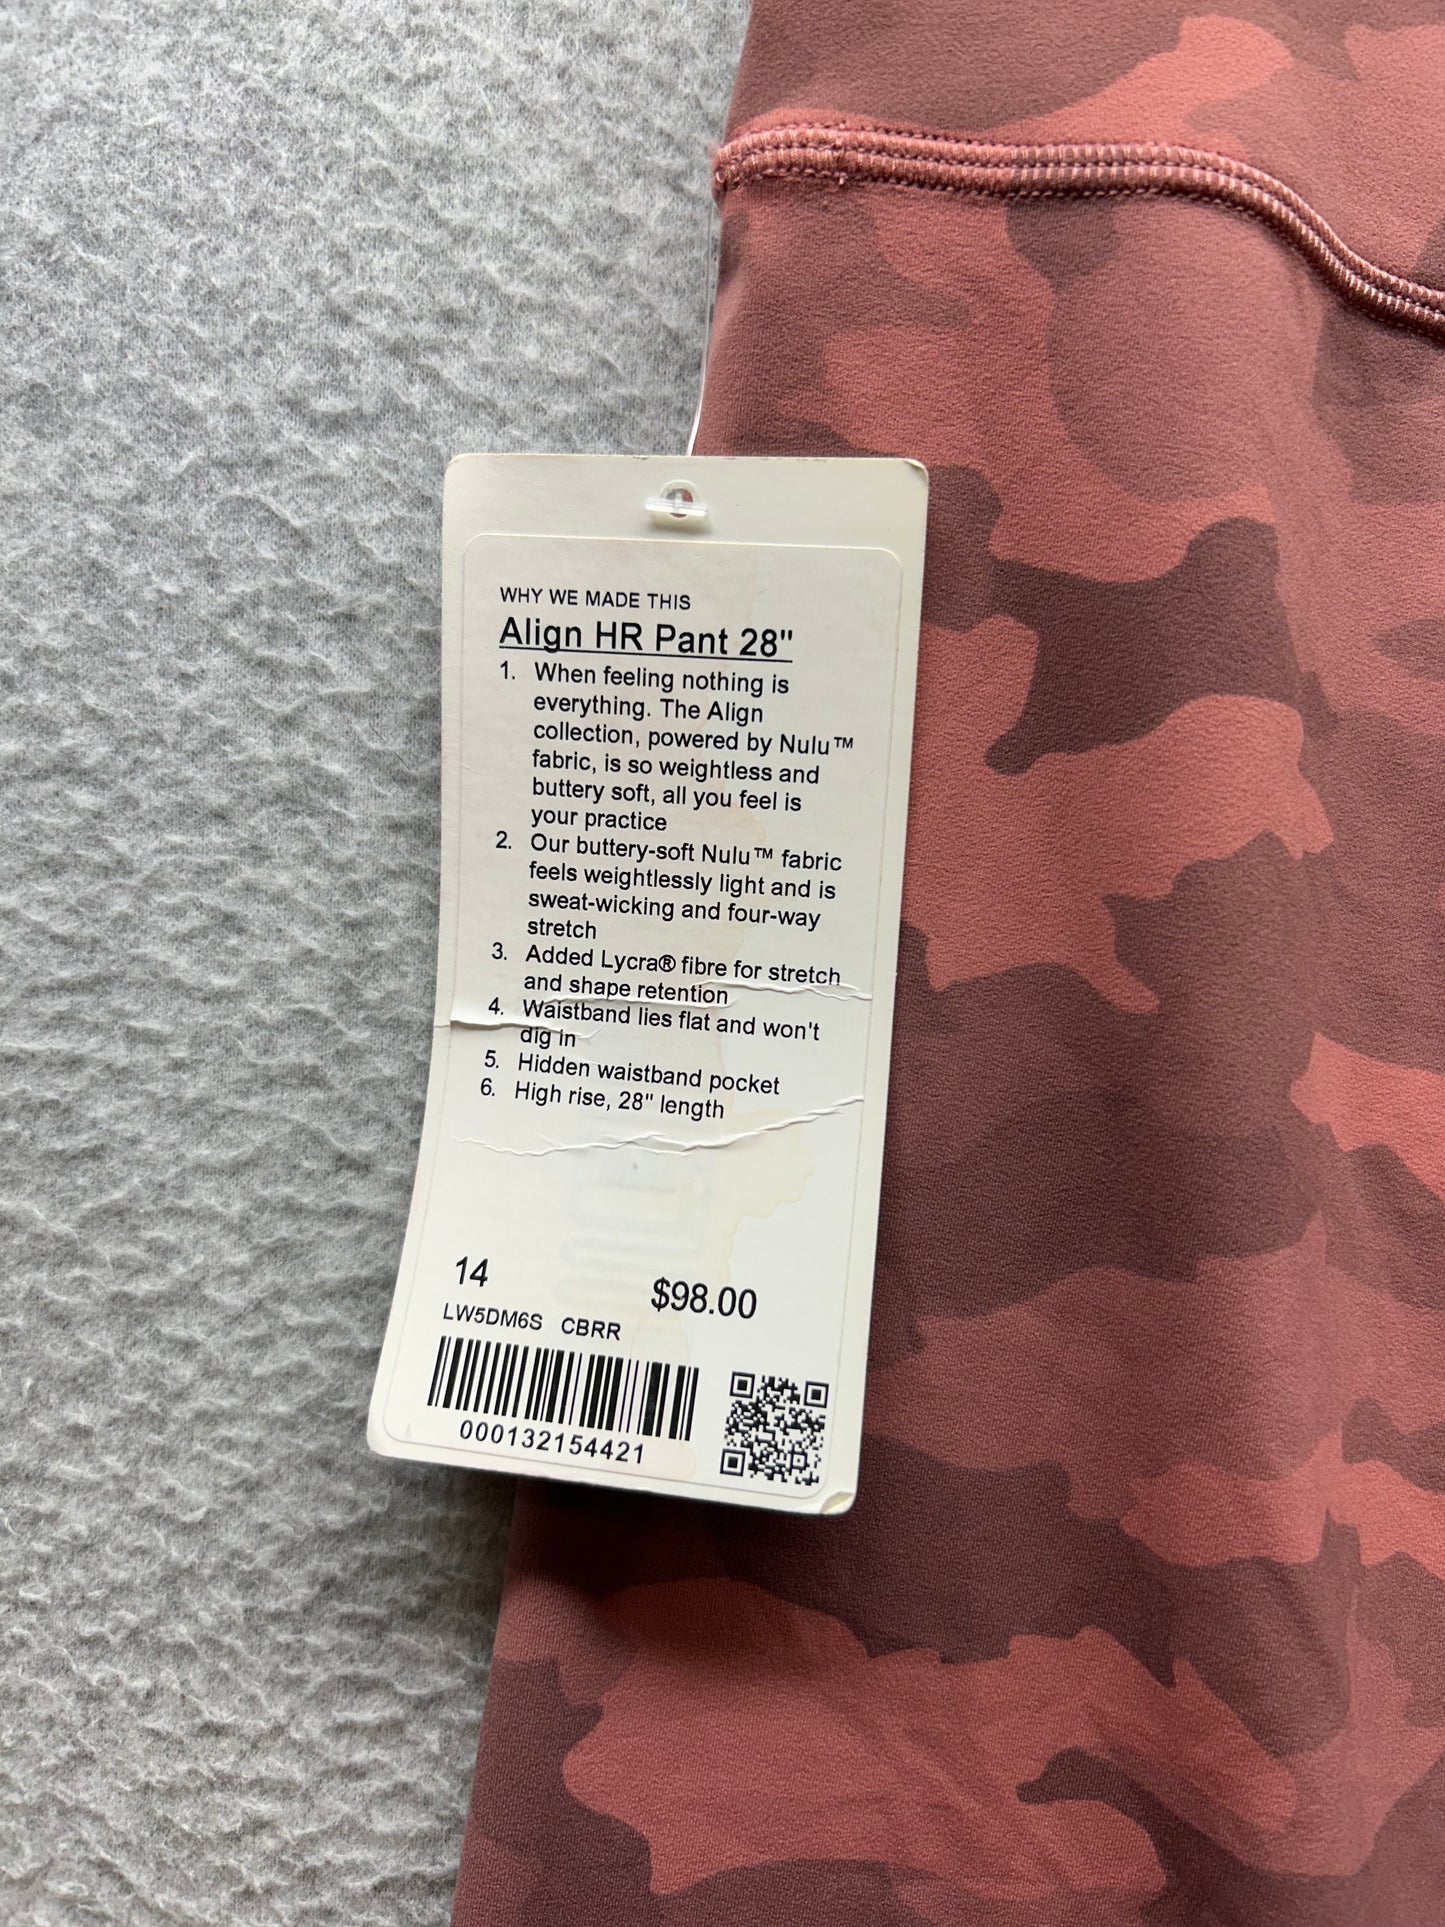 WHY WE MADE THIS
Align HR Pant 28"
1. When feeling nothing is
everything. The Align
collection, powered by Nulu™
fabric, is so weightless and
buttery soft, all you feel is
your practice
2. Our buttery-soft Nulu™ fabric
feels weightlessly light and is
sweat-wicking and four-way
stretch
3. Added Lycra® fibre for stretch
and shape retention
4. Waistband lies flat and won't
dig in
5. Hidden waistband pocket
6. High rise, 28" length
14 $98.00
LW5DM6S CBRR
000132154421